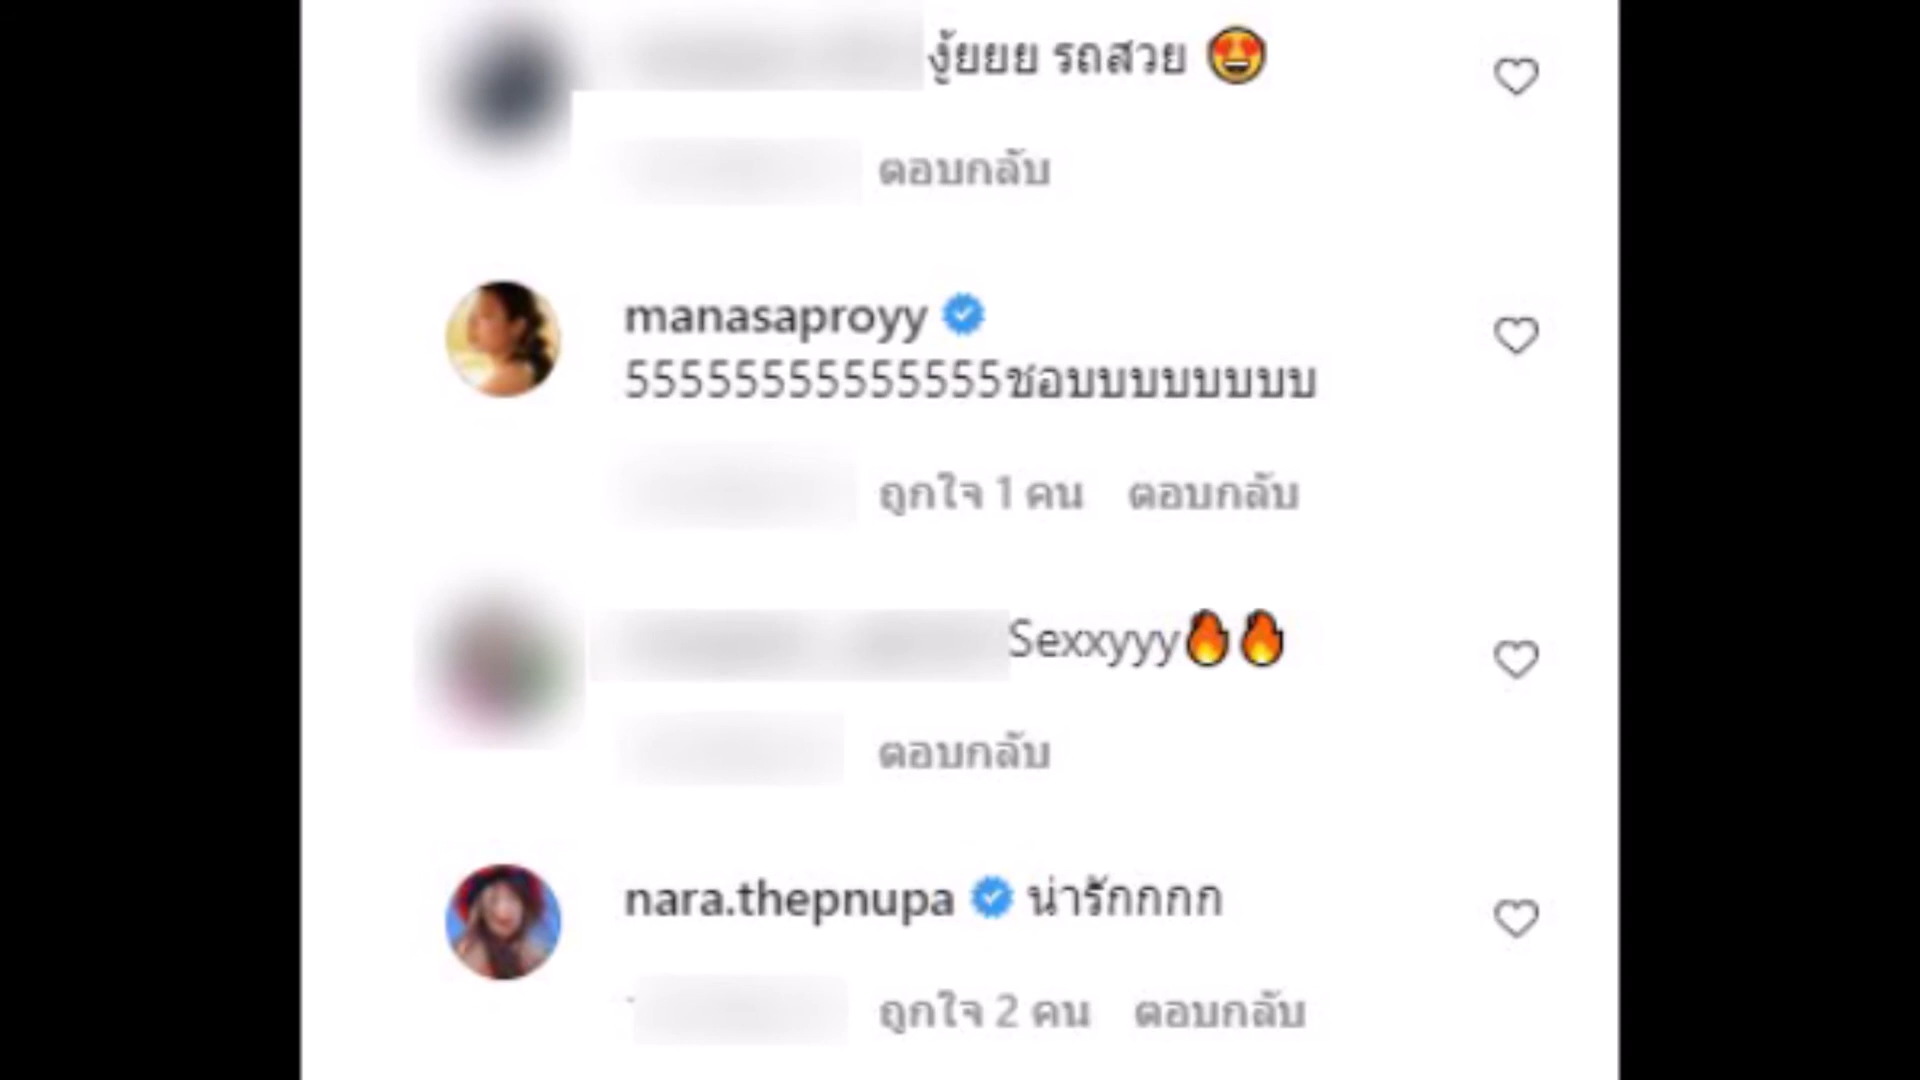 งู้ยยย รถสวย 😍
ตอบกลับ
manasaproyy
55555555555555ชอบบบบบบบบ
ถูกใจ 1 คน ตอบกลับ
Sexxyyy🔥🔥
ตอบกลับ
nara.thepnupa น่ารักกกก
ถูกใจ 2 คน ตอบกลับ